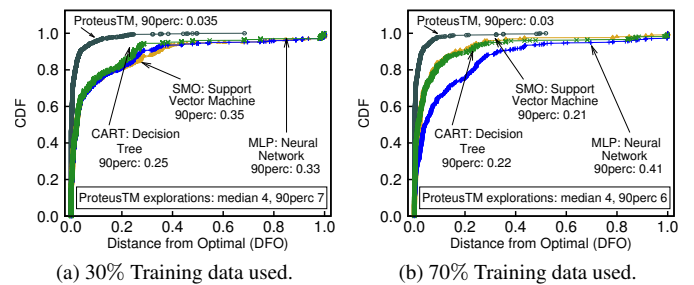 ProteusTM, 90perc: 0.035
1.0
0.8
0.6
0.4
0.2
0.0
CDF
SMO: Support
Vector Machine
90perc: 0.35
CART: Decision
Tree
90perc: 0.25
MLP: Neural
Network
90perc: 0.33
ProteusTM explorations: median 4, 90perc 7
0.0 0.2 0.4 0.6 0.8 1.0
Distance from Optimal (DFO)
(a) 30% Training data used.
ProteusTM, 90perc: 0.03
1.0
0.8
0.6
0.4
0.2
0.0
CDF
SMO: Support
Vector Machine
90perc: 0.21
CART: Decision
Tree
90perc: 0.22
MLP: Neural
Network
90perc: 0.41
ProteusTM explorations: median 4, 90perc 6
0.0 0.2 0.4 0.6 0.8 1.0
Distance from Optimal (DFO)
(b) 70% Training data used.